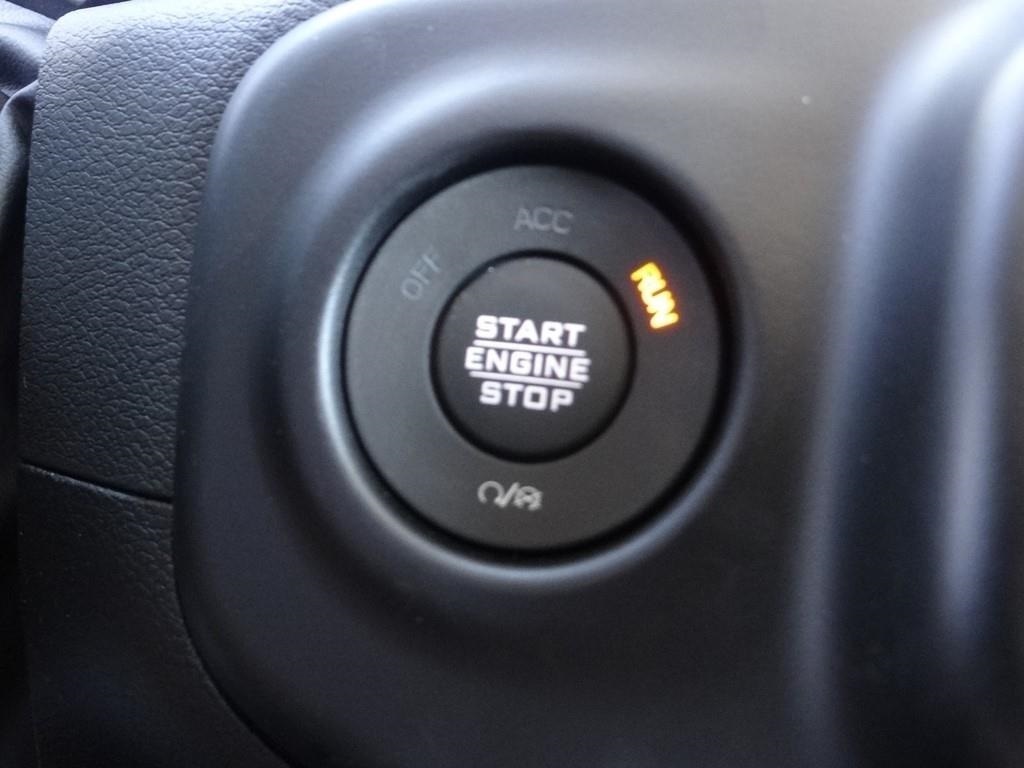 ACC
OFF
RUN
START
ENGINE
STOP